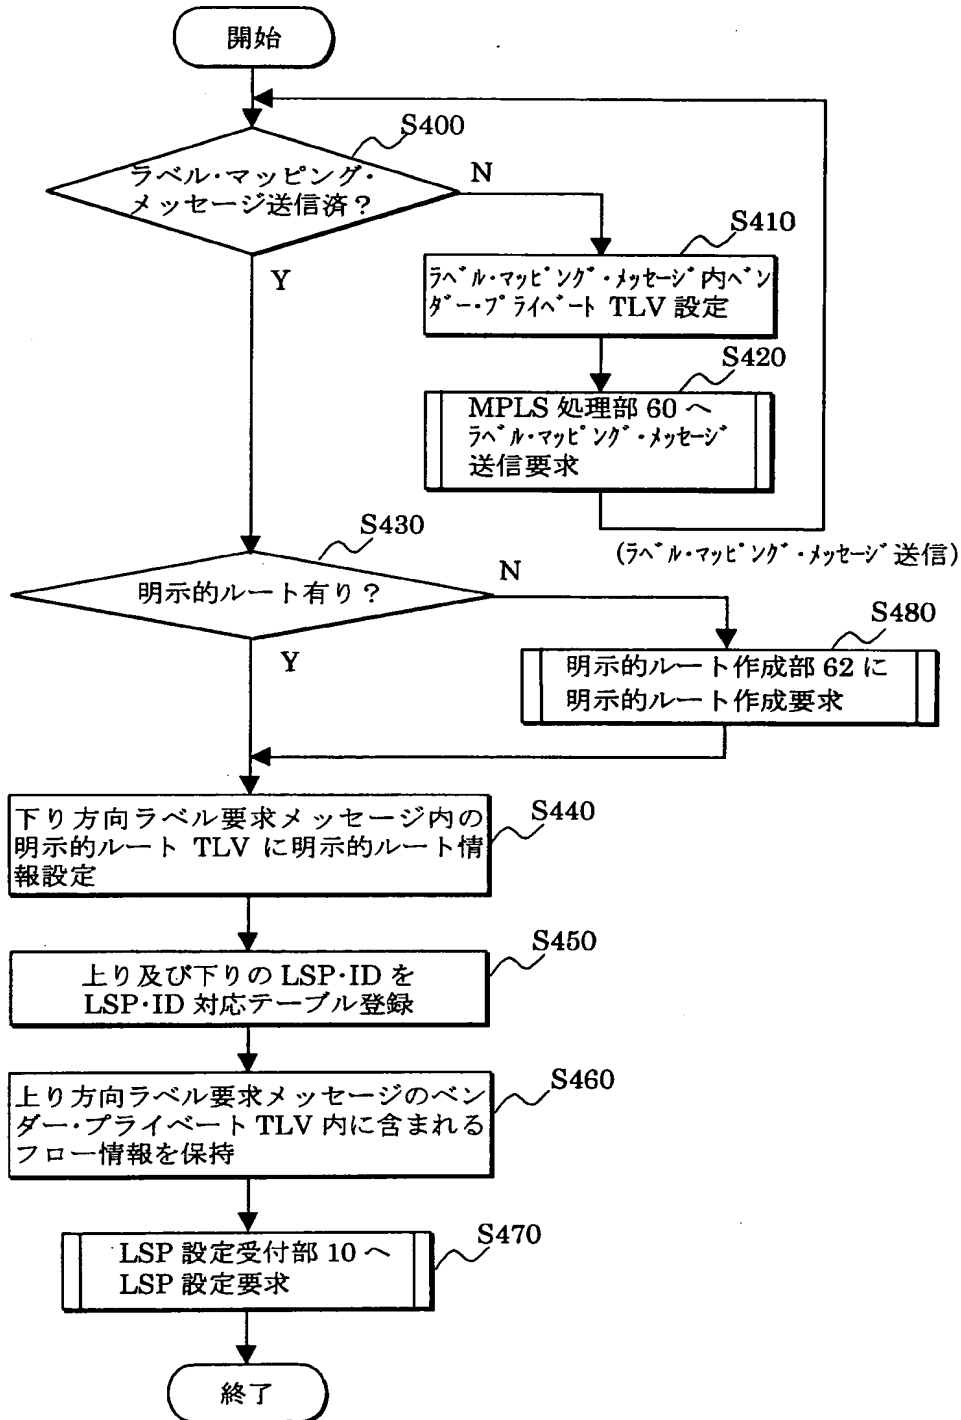 開始
S400
ラベル・マッピング・
メッセージ送信済？
N
Y
S410
ﾗﾍﾞﾙ・ﾏｯﾋﾟﾝｸﾞ・ﾒｯｾｰｼﾞ内ﾍﾞﾝ
ﾀﾞｰ・ﾌﾟﾗｲﾍﾞｰﾄ TLV 設定
S420
MPLS 処理部 60 へ
ﾗﾍﾞﾙ・ﾏｯﾋﾟﾝｸﾞ・ﾒｯｾｰｼﾞ
送信要求
(ﾗﾍﾞﾙ・ﾏｯﾋﾟﾝｸﾞ・ﾒｯｾｰｼﾞ送信)
S430
明示的ルート有り？
N
Y
S480
明示的ルート作成部 62 に
明示的ルート作成要求
S440
下り方向ラベル要求メッセージ内の
明示的ルート TLV に明示的ルート情
報設定
S450
上り及び下りの LSP・ID を
LSP・ID 対応テーブル登録
S460
上り方向ラベル要求メッセージのベン
ダー・プライベート TLV 内に含まれる
フロー情報を保持
S470
LSP 設定受付部 10 へ
LSP 設定要求
終了